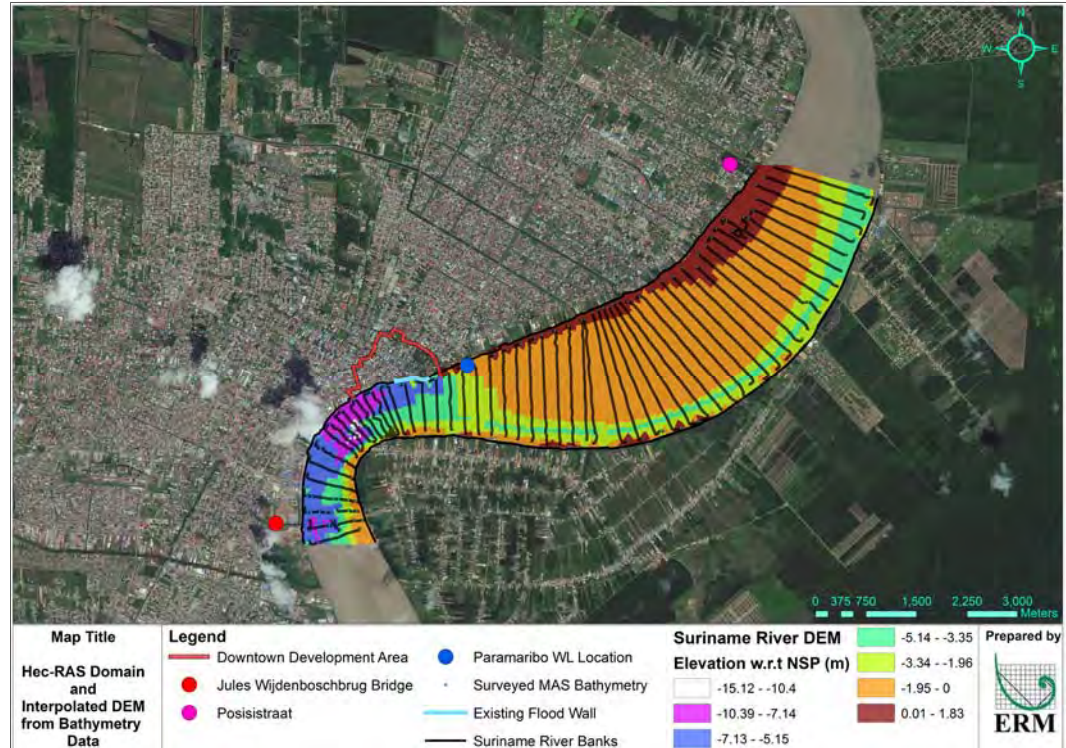 N
W E
S
0 375 750 1,500 2,250 3,000
Meters
Map Title
Hec-RAS Domain
and
Interpolated DEM
from Bathymetry
Data
Legend
Downtown Development Area
Jules Wijdenboschbrug Bridge
Posisistraat
Paramaribo WL Location
Surveyed MAS Bathymetry
Existing Flood Wall
Suriname River Banks
Suriname River DEM
Elevation w.r.t NSP (m)
-15.12 - -10.4
-10.39 - -7.14
-7.13 - -5.15
-5.14 - -3.35
-3.34 - -1.96
-1.95 - 0
0.01 - 1.83
Prepared by
ERM